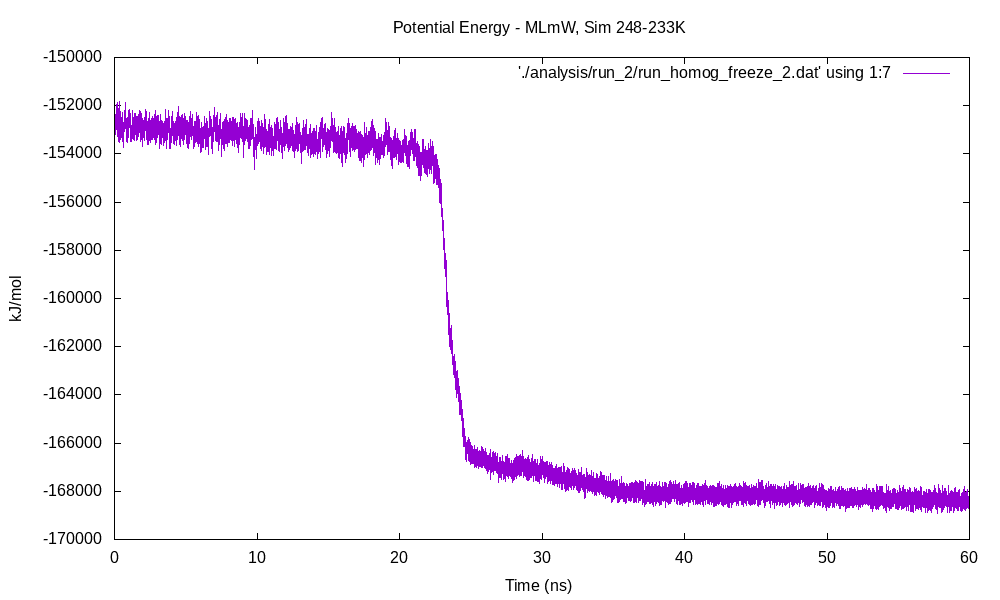 Potential Energy - MLmW, Sim 248-233K
'./analysis/run_2/run_homog_freeze_2.dat' using 1:7
kJ/mol
-150000
-152000
-154000
-156000
-158000
-160000
-162000
-164000
-166000
-168000
-170000
0 10 20 30 40 50 60
Time (ns)